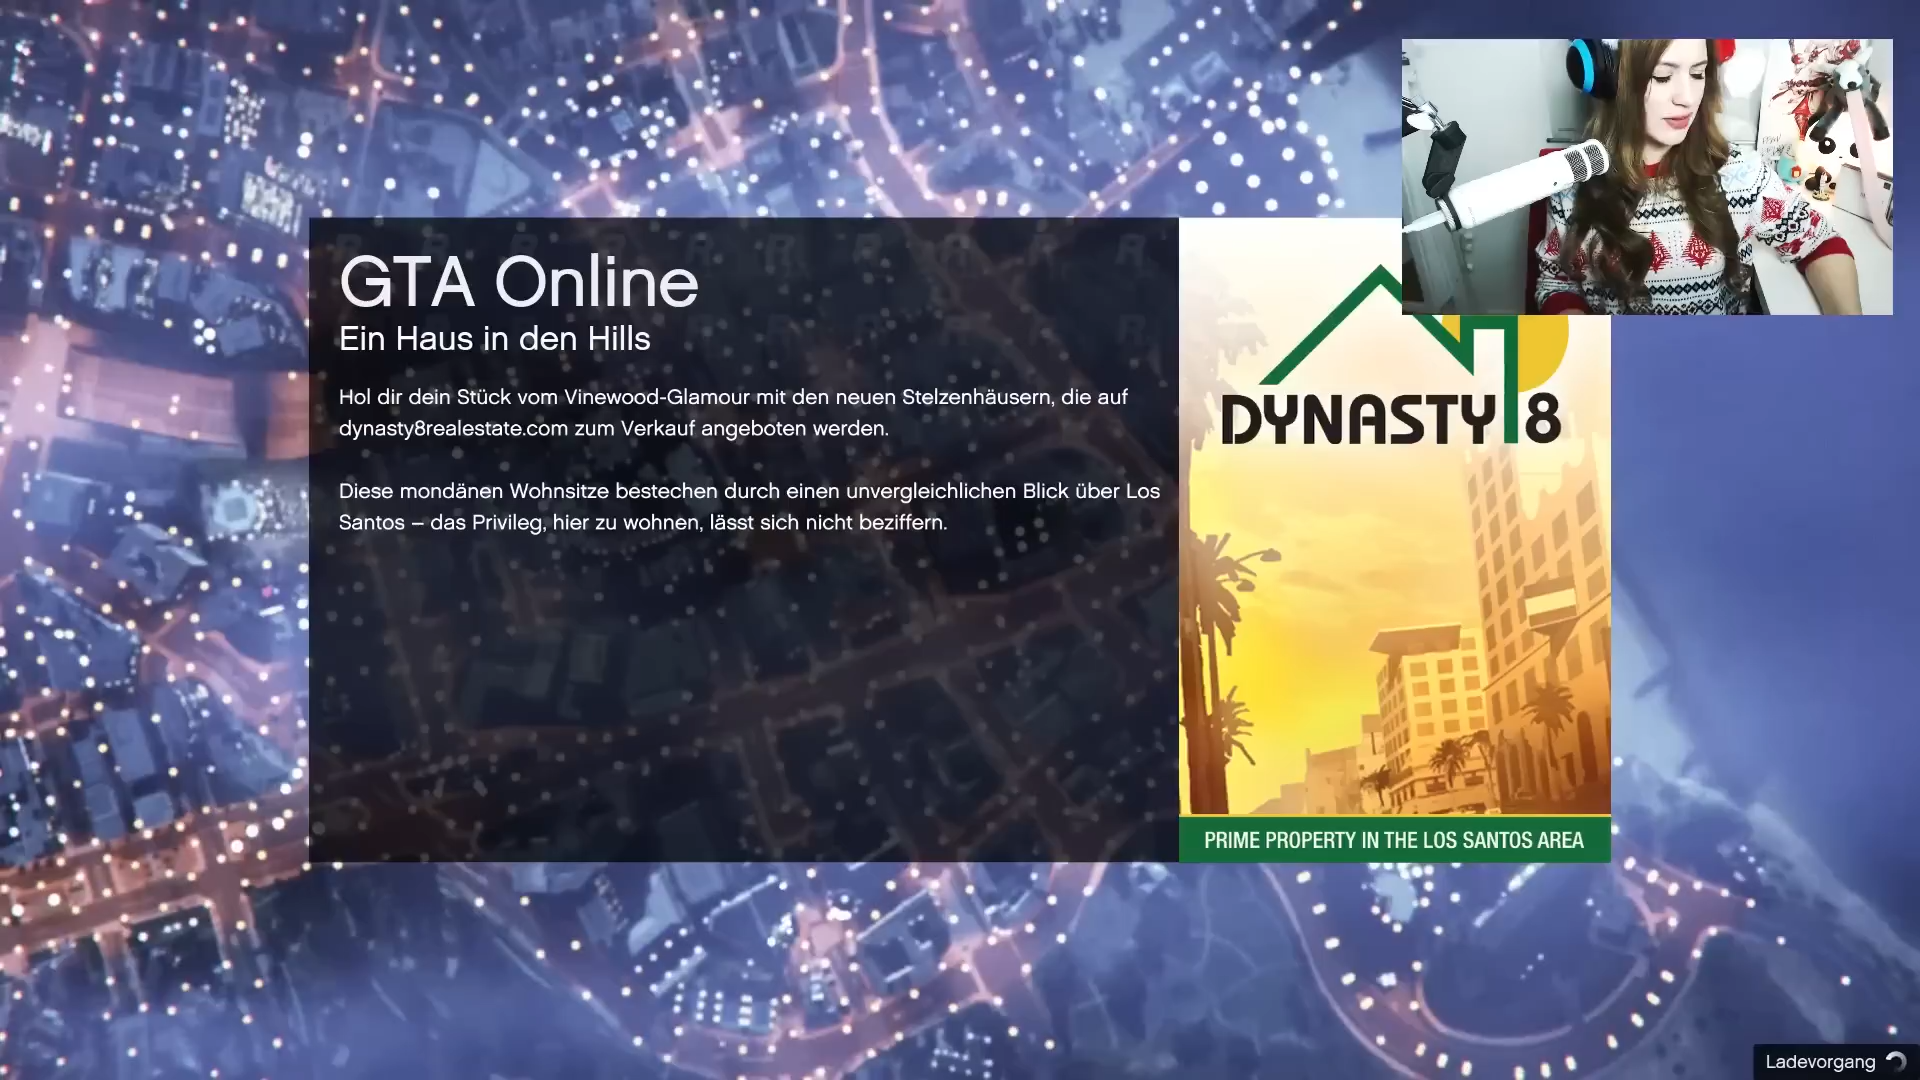 GTA Online
Ein Haus in den Hills
Hol dir dein Stück vom Vinewood-Glamour mit den neuen Stelzenhäusern, die auf
dynasty8realestate.com zum Verkauf angeboten werden.
Diese mondänen Wohnsitze bestechen durch einen unvergleichlichen Blick über Los
Santos – das Privileg, hier zu wohnen, lässt sich nicht beziffern.
DYNASTY 8
PRIME PROPERTY IN THE LOS SANTOS AREA
Ladevorgang